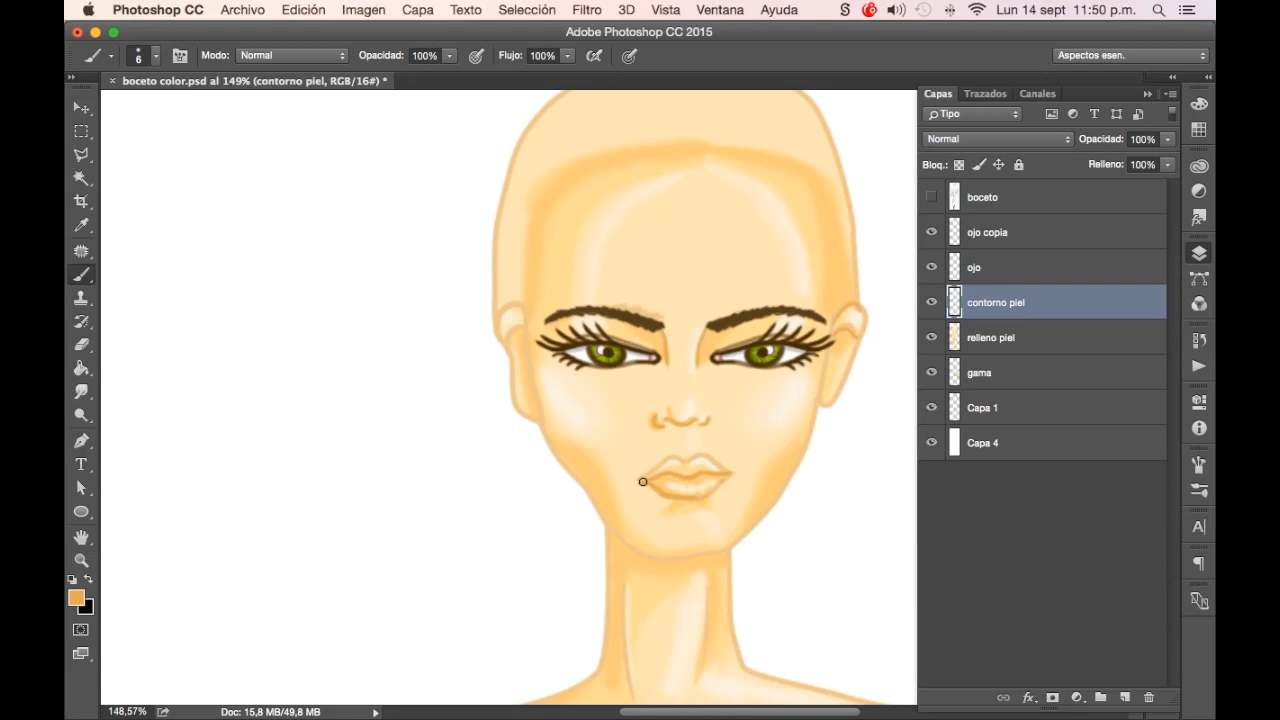 Photoshop CC Archivo Edición Imagen Capa Texto Selección Filtro 3D Vista Ventana Ayuda Lun 14 sept 11:50 p.m.
Adobe Photoshop CC 2015
6 Modo: Normal Opacidad: 100% Flujo: 100% Aspectos esen.
× boceto color.psd al 149% (contorno piel, RGB/16#) *
Capas Trazados Canales
Tipo
Normal Opacidad: 100%
Bloq.: Relleno: 100%
boceto
ojo copia
ojo
contorno piel
relleno piel
gama
Capa 1
Capa 4
148,57% Doc: 15,8 MB/49,8 MB